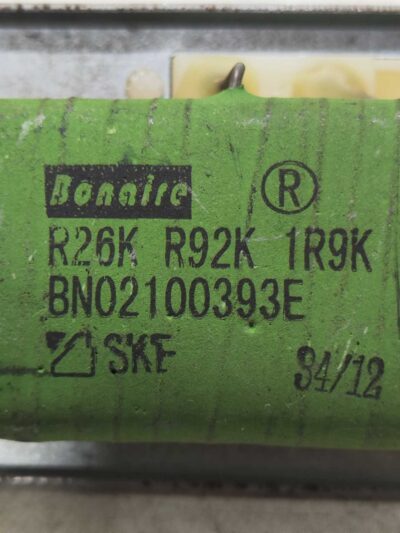 Bonaire ®
R26K R92K 1R9K
BN02100393E
SKE 34/12